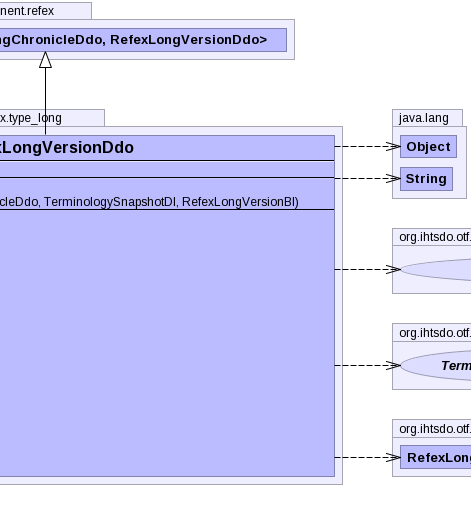 nent.refex
ngChronicleDdo, RefexLongVersionDdo>
x.type_long
xLongVersionDdo
cleDdo, TerminologySnapshotDI, RefexLongVersionBI)
java.lang
Object
String
org.ihtsdo.otf.
org.ihtsdo.otf.
Term
org.ihtsdo.otf.
RefexLong